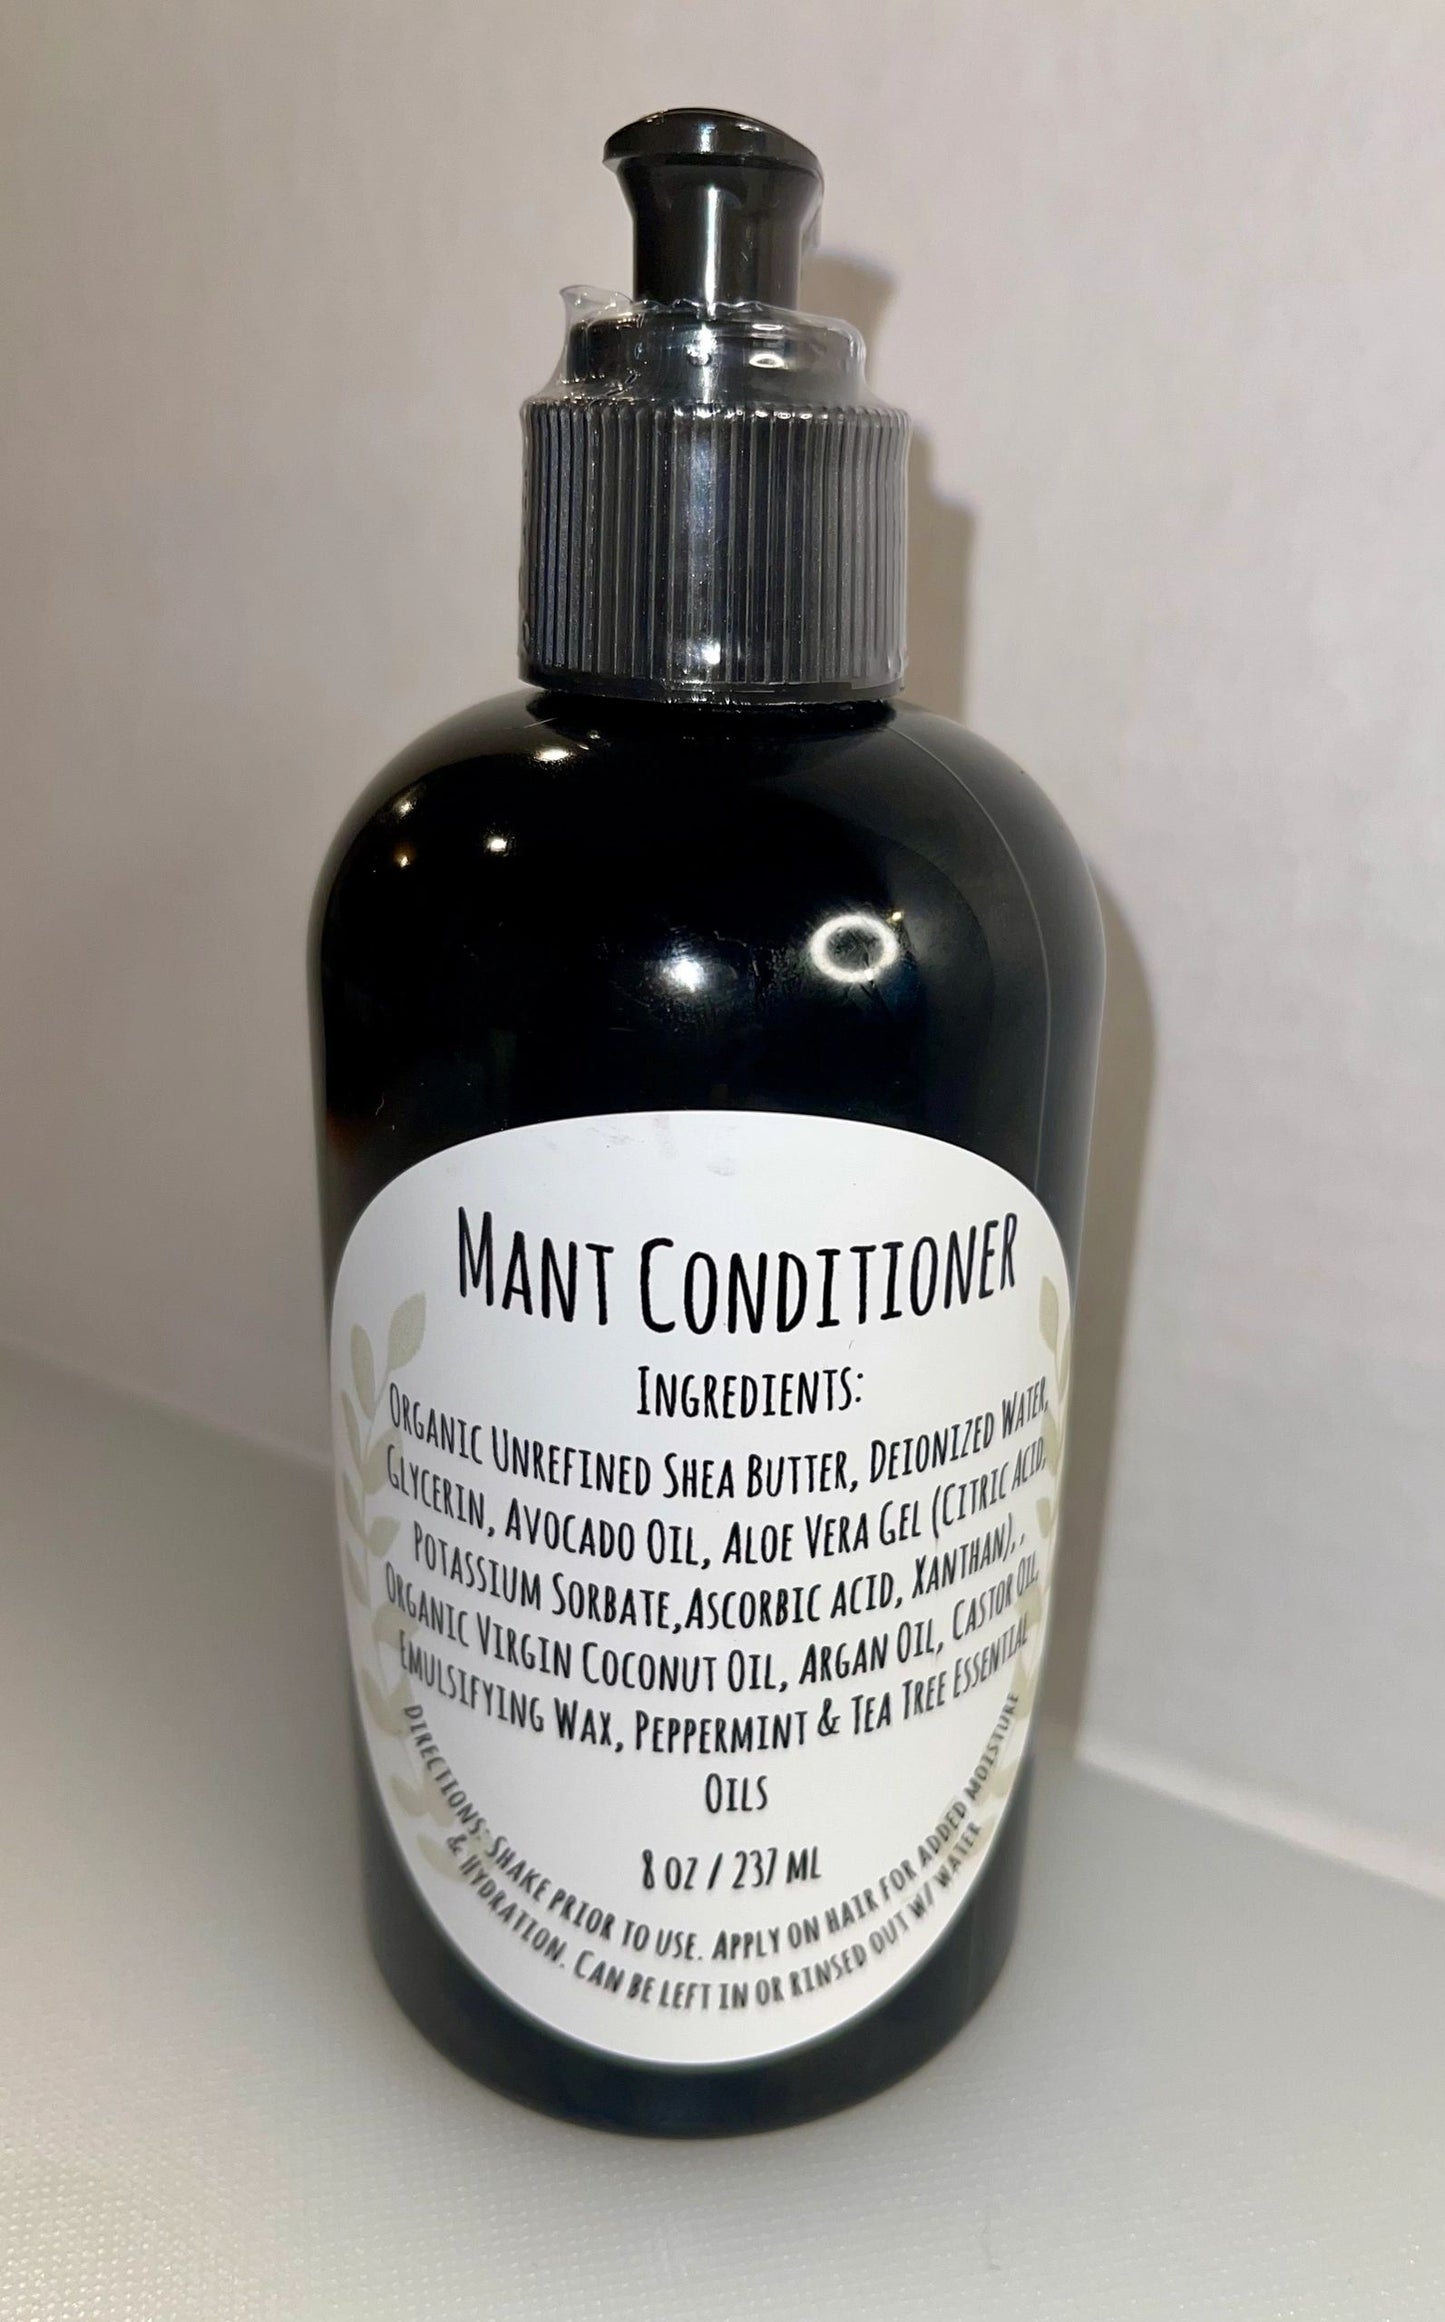 MANT CONDITIONER
INGREDIENTS:
ORGANIC UNREFINED SHEA BUTTER, DEIONIZED WATER,
GLYCERIN, AVOCADO OIL, ALOE VERA GEL (CITRIC ACID,
POTASSIUM SORBATE,ASCORBIC ACID, XANTHAN), ,
ORGANIC VIRGIN COCONUT OIL, ARGAN OIL, CASTOR OIL,
EMULSIFYING WAX, PEPPERMINT & TEA TREE ESSENTIAL
OILS
8 OZ / 237 ML
DIRECTIONS: SHAKE PRIOR TO USE. APPLY ON HAIR FOR ADDED MOISTURE
& HYDRATION. CAN BE LEFT IN OR RINSED OUT W/ WATER